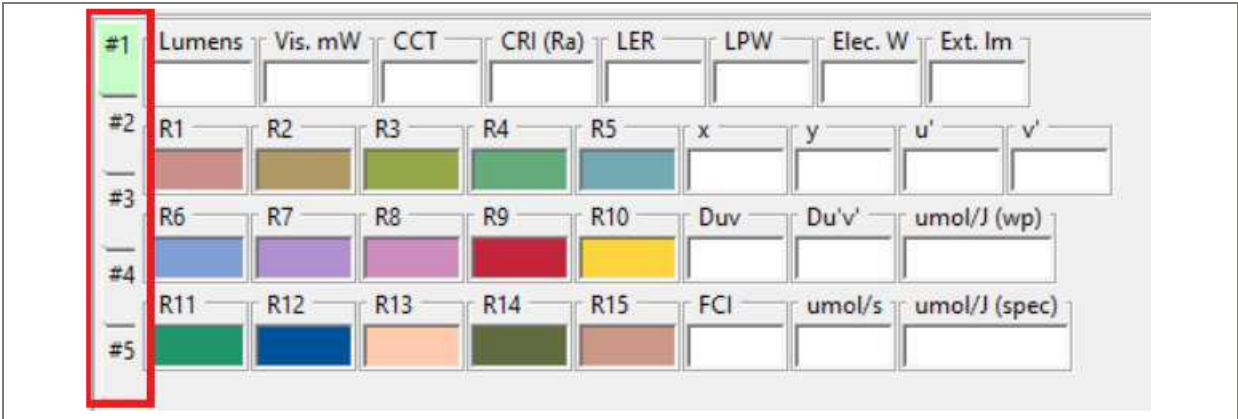 #1 Lumens Vis. mW CCT CRI (Ra) LER LPW Elec. W Ext. lm
#2 R1 R2 R3 R4 R5 x y u' v'
#3 R6 R7 R8 R9 R10 Duv Du'v' umol/J (wp)
#4 R11 R12 R13 R14 R15 FCI umol/s umol/J (spec)
#5